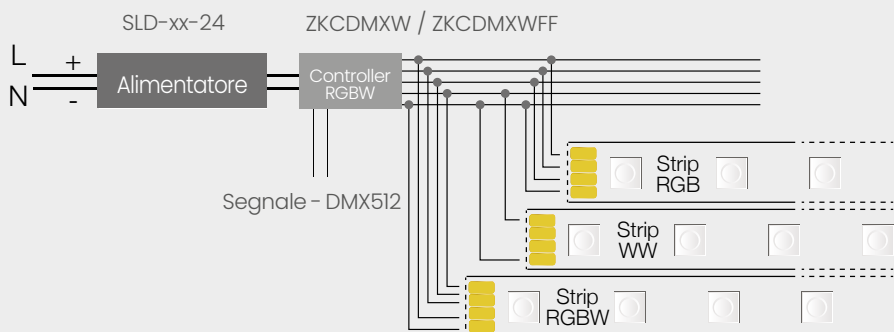 SLD-xx-24
ZKCDMXW / ZKCDMXWFF
L
+
N
-
Alimentatore
Controller
RGBW
Segnale - DMX512
Strip
RGB
Strip
WW
Strip
RGBW